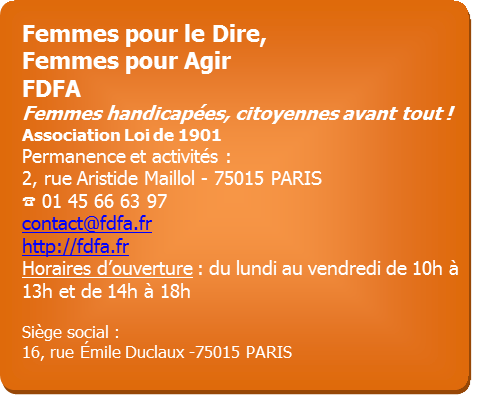 Femmes pour le Dire,
Femmes pour Agir
FDFA
Femmes handicapées, citoyennes avant tout !
Association Loi de 1901
Permanence et activités :
2, rue Aristide Maillol - 75015 PARIS
☎ 01 45 66 63 97
contact@fdfa.fr
http://fdfa.fr
Horaires d’ouverture : du lundi au vendredi de 10h à
13h et de 14h à 18h
Siège social :
16, rue Émile Duclaux -75015 PARIS